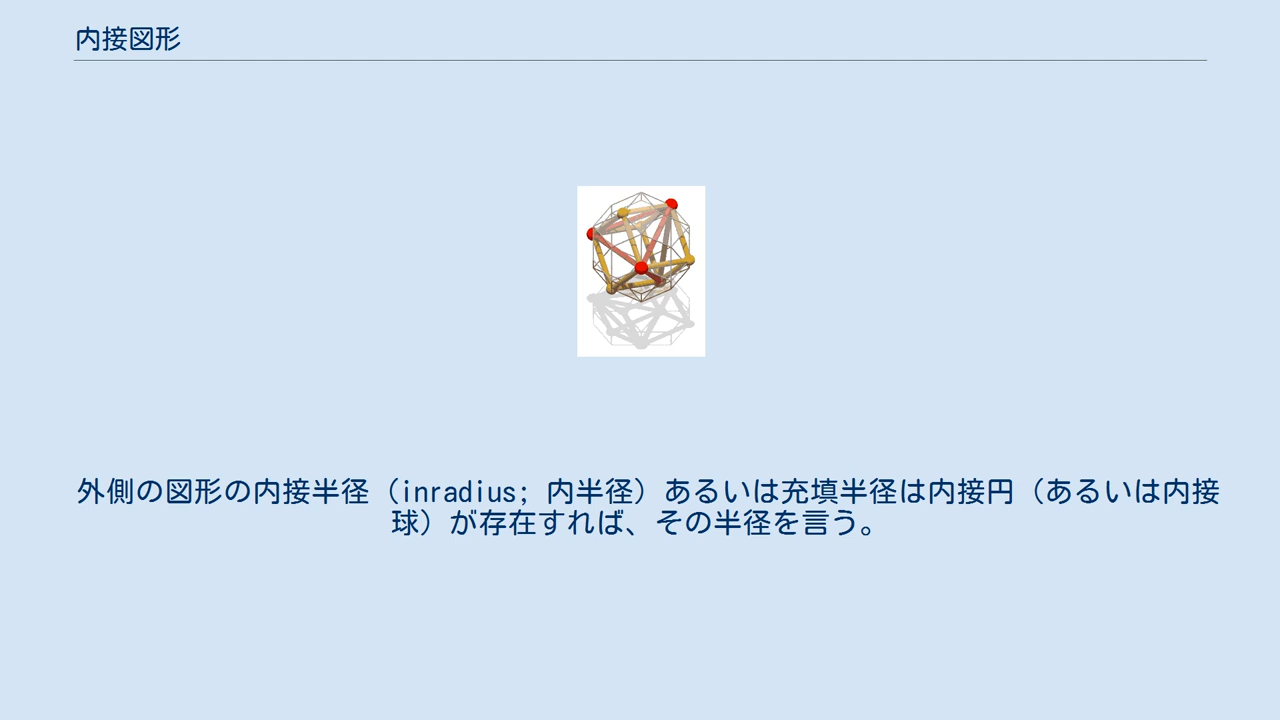 内接図形
外側の図形の内接半径（inradius; 内半径）あるいは充填半径は内接円（あるいは内接
球）が存在すれば、その半径を言う。